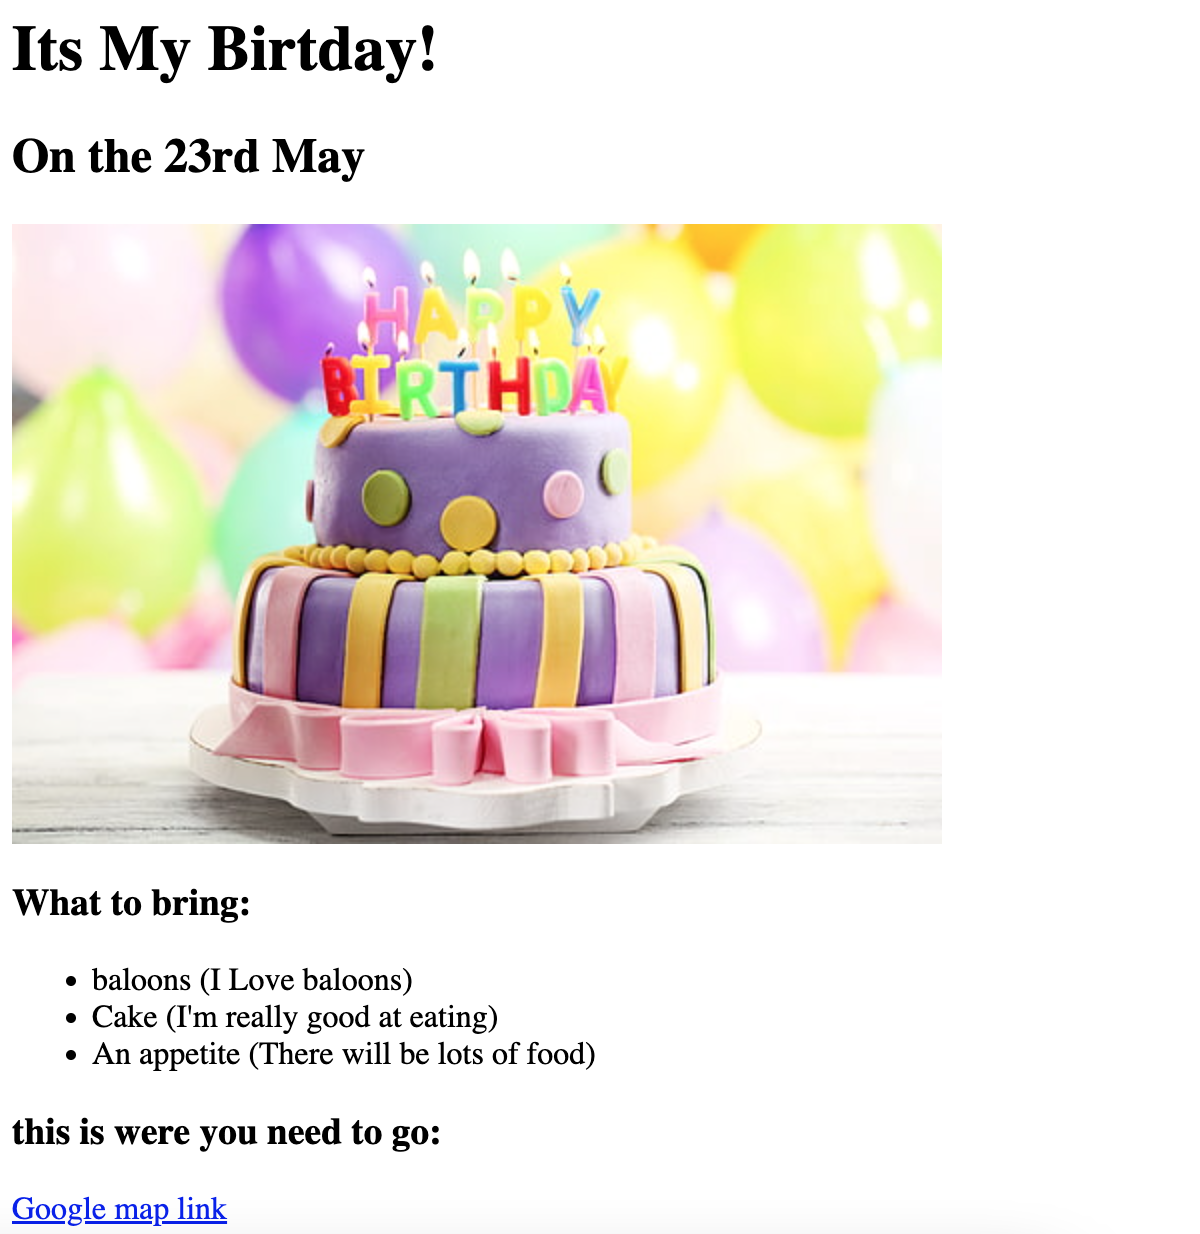 Its My Birtday!
On the 23rd May
HAPPY
BIRTHDAY
What to bring:
baloons (I Love baloons)
Cake (I'm really good at eating)
An appetite (There will be lots of food)
this is were you need to go:
Google map link